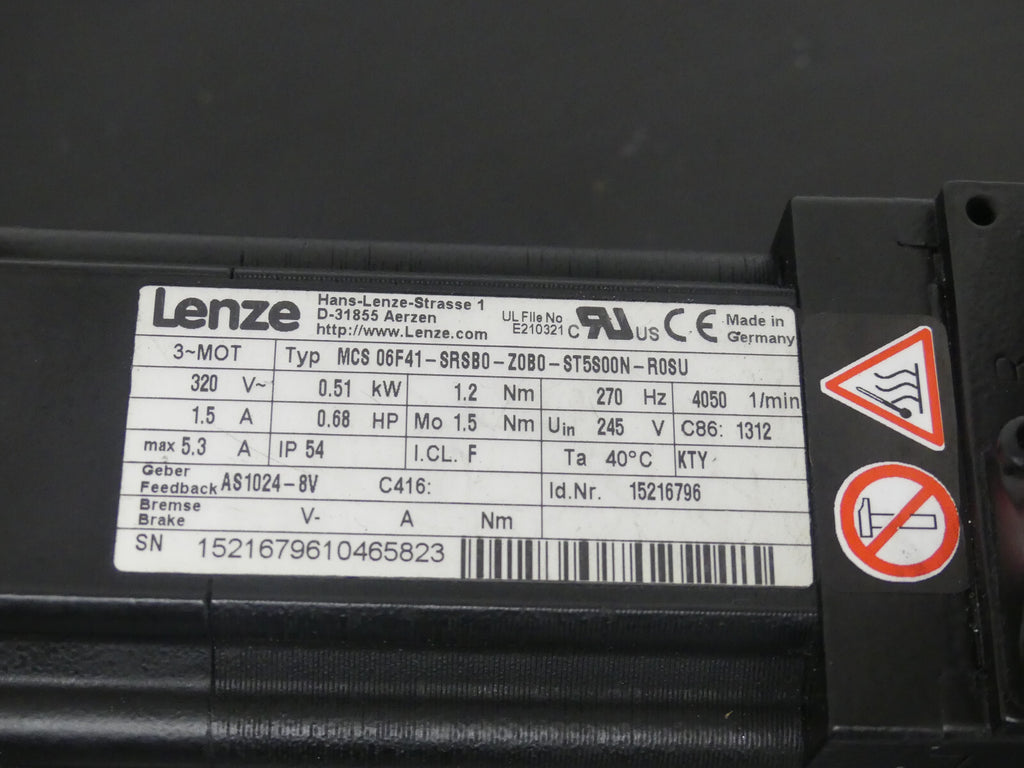 Lenze
Hans-Lenze-Strasse 1
D-31855 Aerzen
http://www.Lenze.com
UL File No
E210321
C RU US CE
Made in
Germany
3~MOT Typ MCS 06F41-SRSB0-Z0B0-ST5S00N-R0SU
320 V~ 0.51 kW 1.2 Nm 270 Hz 4050 1/min
1.5 A 0.68 HP Mo 1.5 Nm Uin 245 V C86: 1312
max 5.3 A IP 54 I.CL. F Ta 40°C KTY
Geber
Feedback AS1024-8V C416: Id.Nr. 15216796
Bremse
Brake V- A Nm
SN 1521679610465823